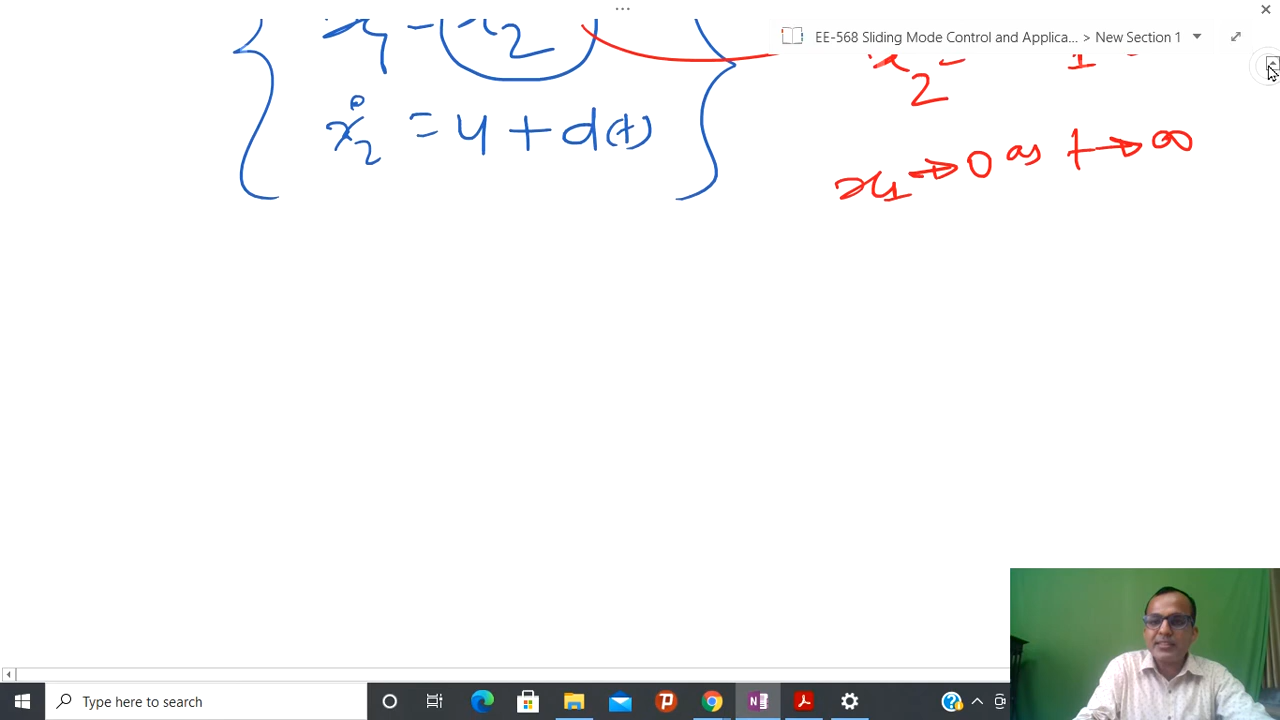 EE-568 Sliding Mode Control and Applica... > New Section 1
ẋ₂ = u + d(t)
x₁ → 0 as t → ∞
Type here to search